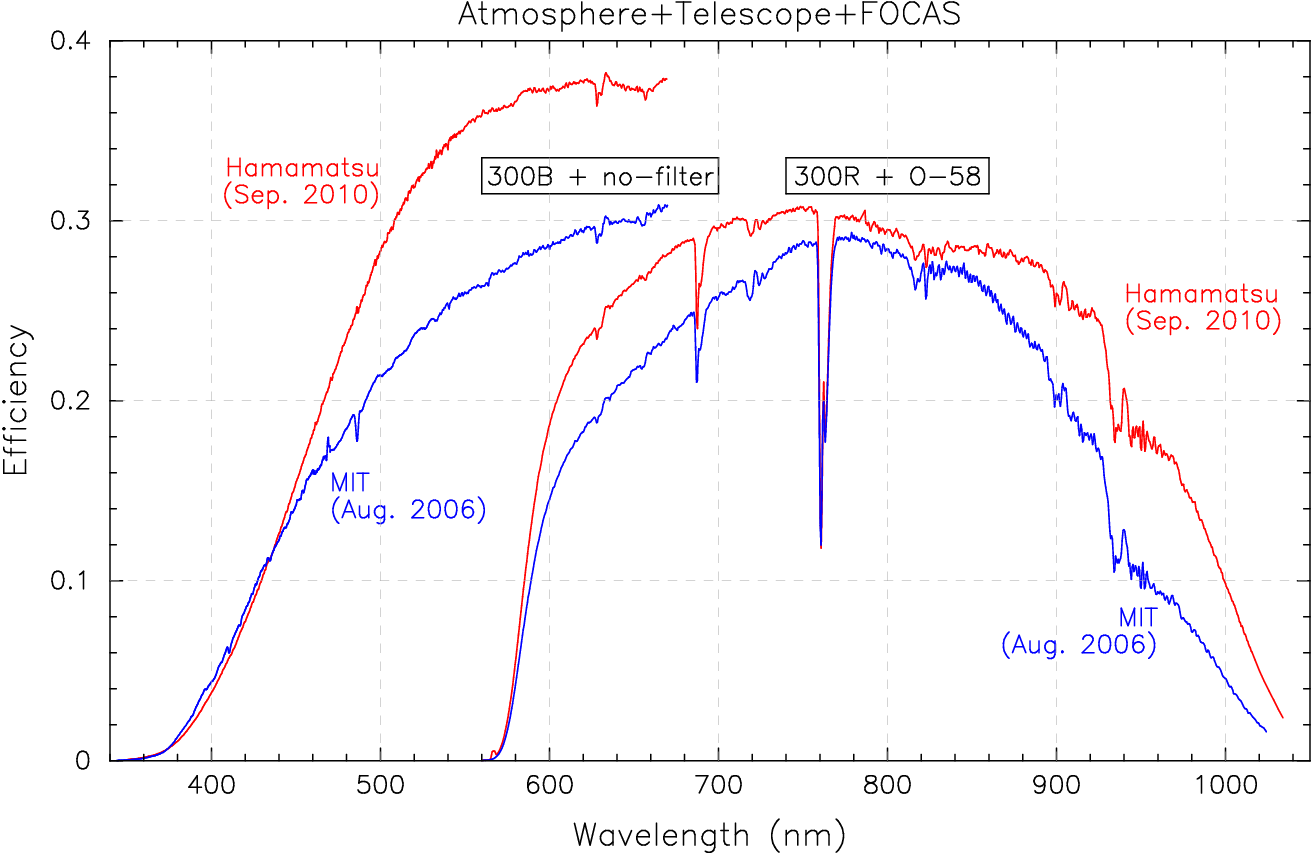 Atmosphere+Telescope+FOCAS
0.4
Hamamatsu
(Sep. 2010)
300B + no-filter
300R + O-58
0.3
Hamamatsu
(Sep. 2010)
Efficiency
0.2
MIT
(Aug. 2006)
0.1
MIT
(Aug. 2006)
0
400 500 600 700 800 900 1000
Wavelength (nm)